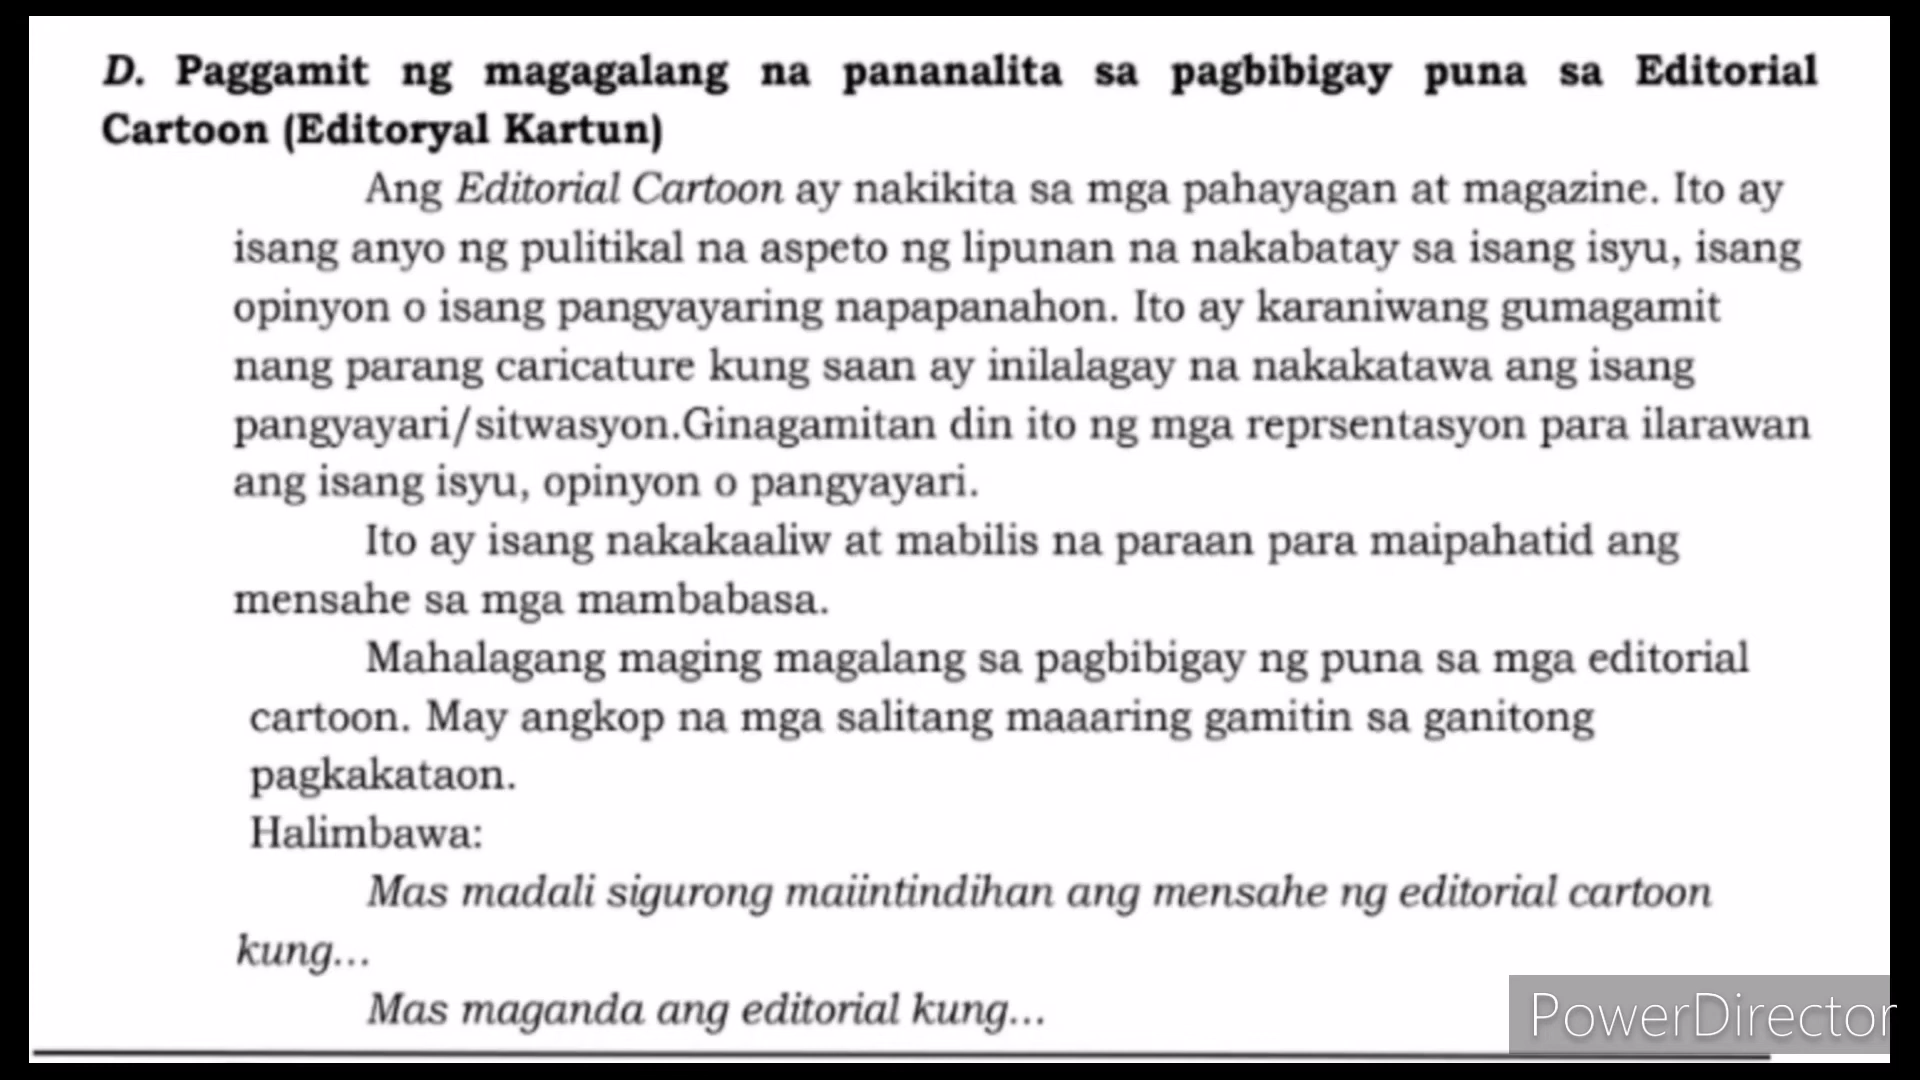 D. Paggamit ng magagalang na pananalita sa pagbibigay puna sa Editorial
Cartoon (Editoryal Kartun)
Ang Editorial Cartoon ay nakikita sa mga pahayagan at magazine. Ito ay
isang anyo ng pulitikal na aspeto ng lipunan na nakabatay sa isang isyu, isang
opinyon o isang pangyayaring napapanahon. Ito ay karaniwang gumagamit
nang parang caricature kung saan ay inilalagay na nakakatawa ang isang
pangyayari/sitwasyon.Ginagamitan din ito ng mga reprsentasyon para ilarawan
ang isang isyu, opinyon o pangyayari.
Ito ay isang nakakaaliw at mabilis na paraan para maipahatid ang
mensahe sa mga mambabasa.
Mahalagang maging magalang sa pagbibigay ng puna sa mga editorial
cartoon. May angkop na mga salitang maaaring gamitin sa ganitong
pagkakataon.
Halimbawa:
Mas madali sigurong maiintindihan ang mensahe ng editorial cartoon
kung...
Mas maganda ang editorial kung...
PowerDirector